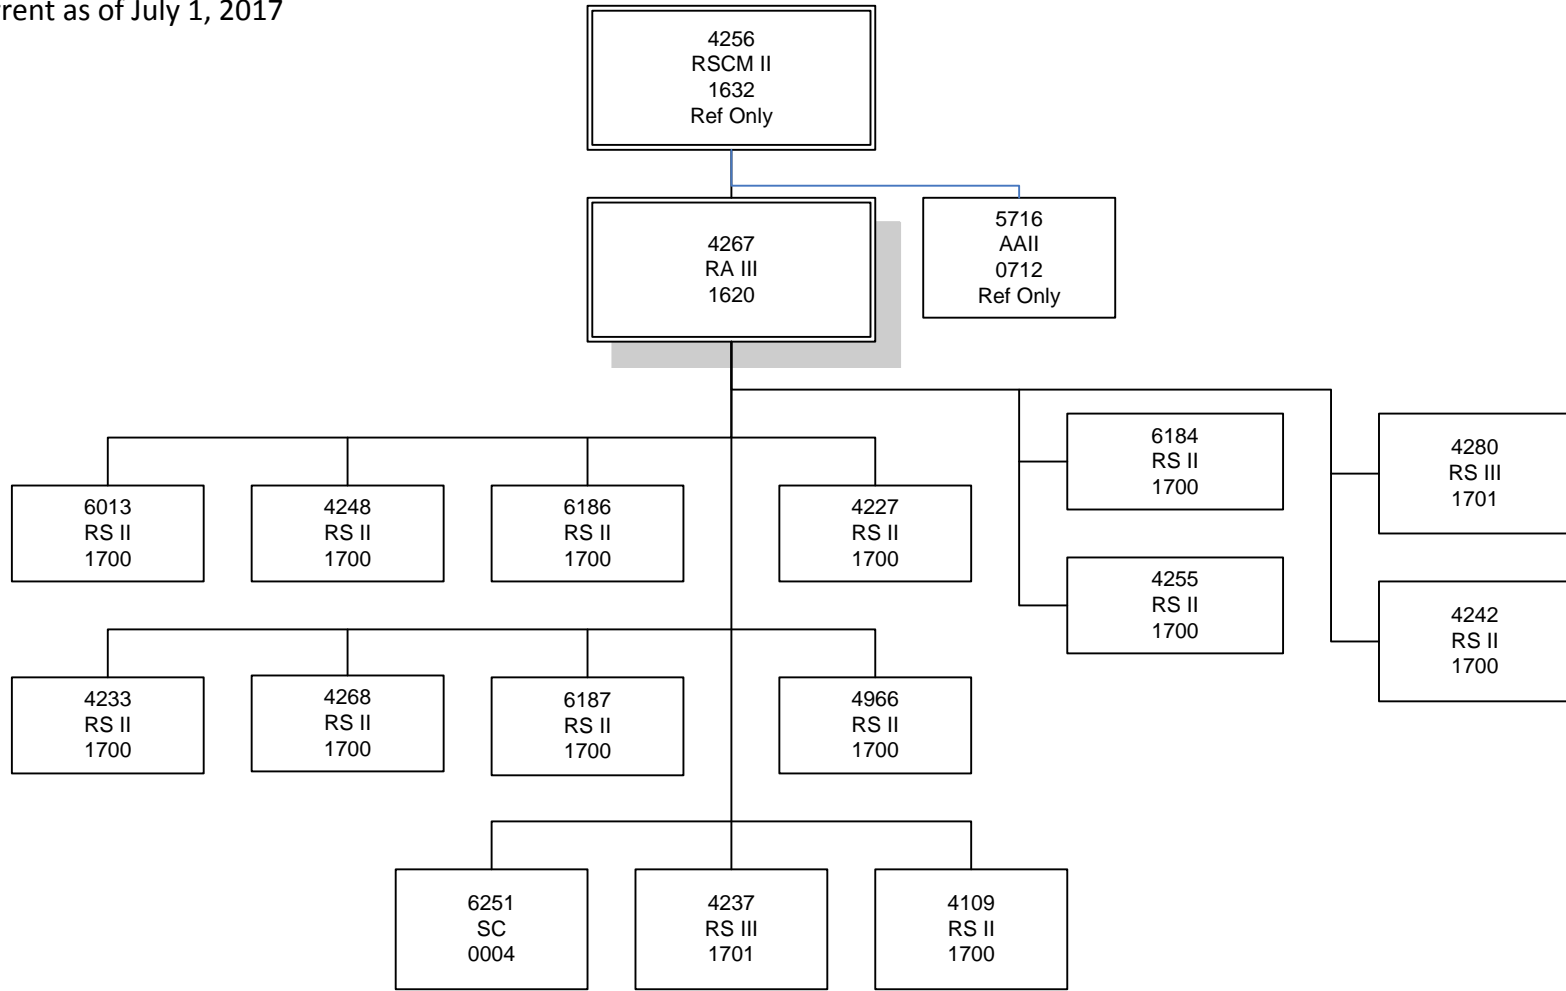 rent as of July 1, 2017
4256
RSCM II
1632
Ref Only
4267
RA III
1620
5716
AAII
0712
Ref Only
6184
RS II
1700
4280
RS III
1701
6013
RS II
1700
4248
RS II
1700
6186
RS II
1700
4227
RS II
1700
4255
RS II
1700
4242
RS II
1700
4233
RS II
1700
4268
RS II
1700
6187
RS II
1700
4966
RS II
1700
6251
SC
0004
4237
RS III
1701
4109
RS II
1700